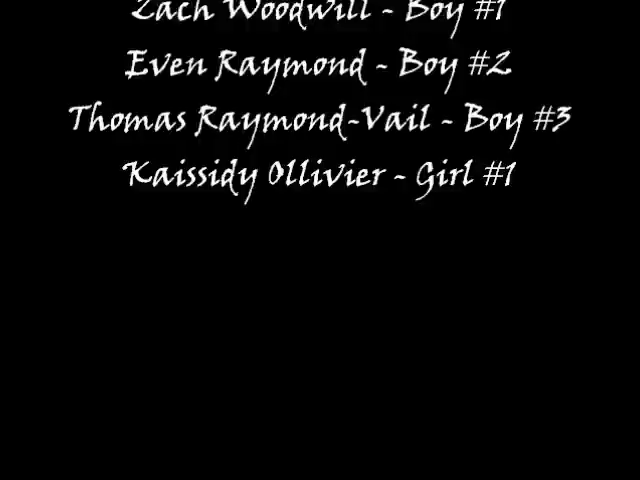 Zach Woodwill - Boy #1
Even Raymond - Boy #2
Thomas Raymond-Vail - Boy #3
Kaissidy Ollivier - Girl #1